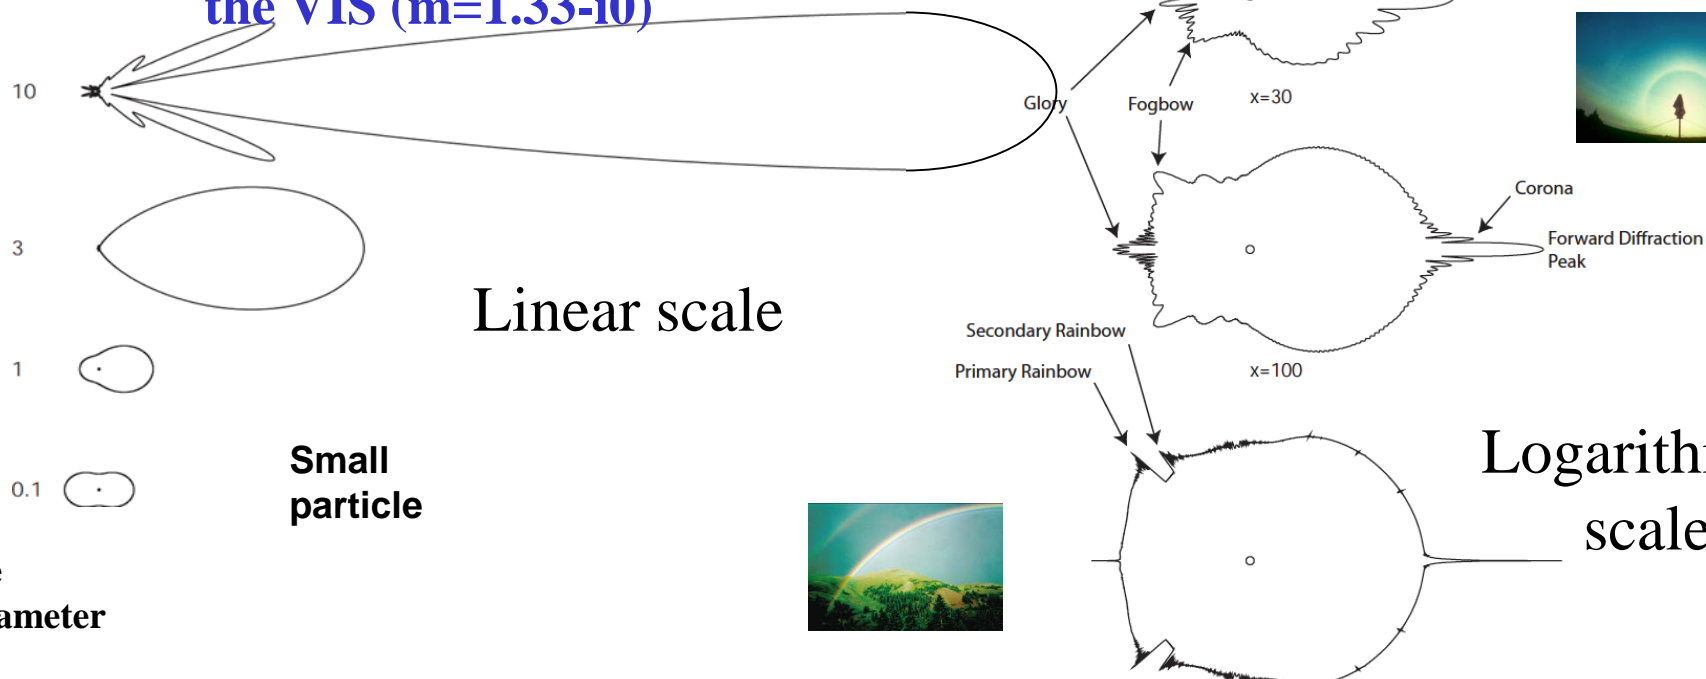 the VIS (m=1.33-i0)
10
3
1
0.1
Linear scale
Small
particle
ameter
Glory
Fogbow
x=30
Corona
Forward Diffraction
Peak
Secondary Rainbow
Primary Rainbow
x=100
Logarith
scale